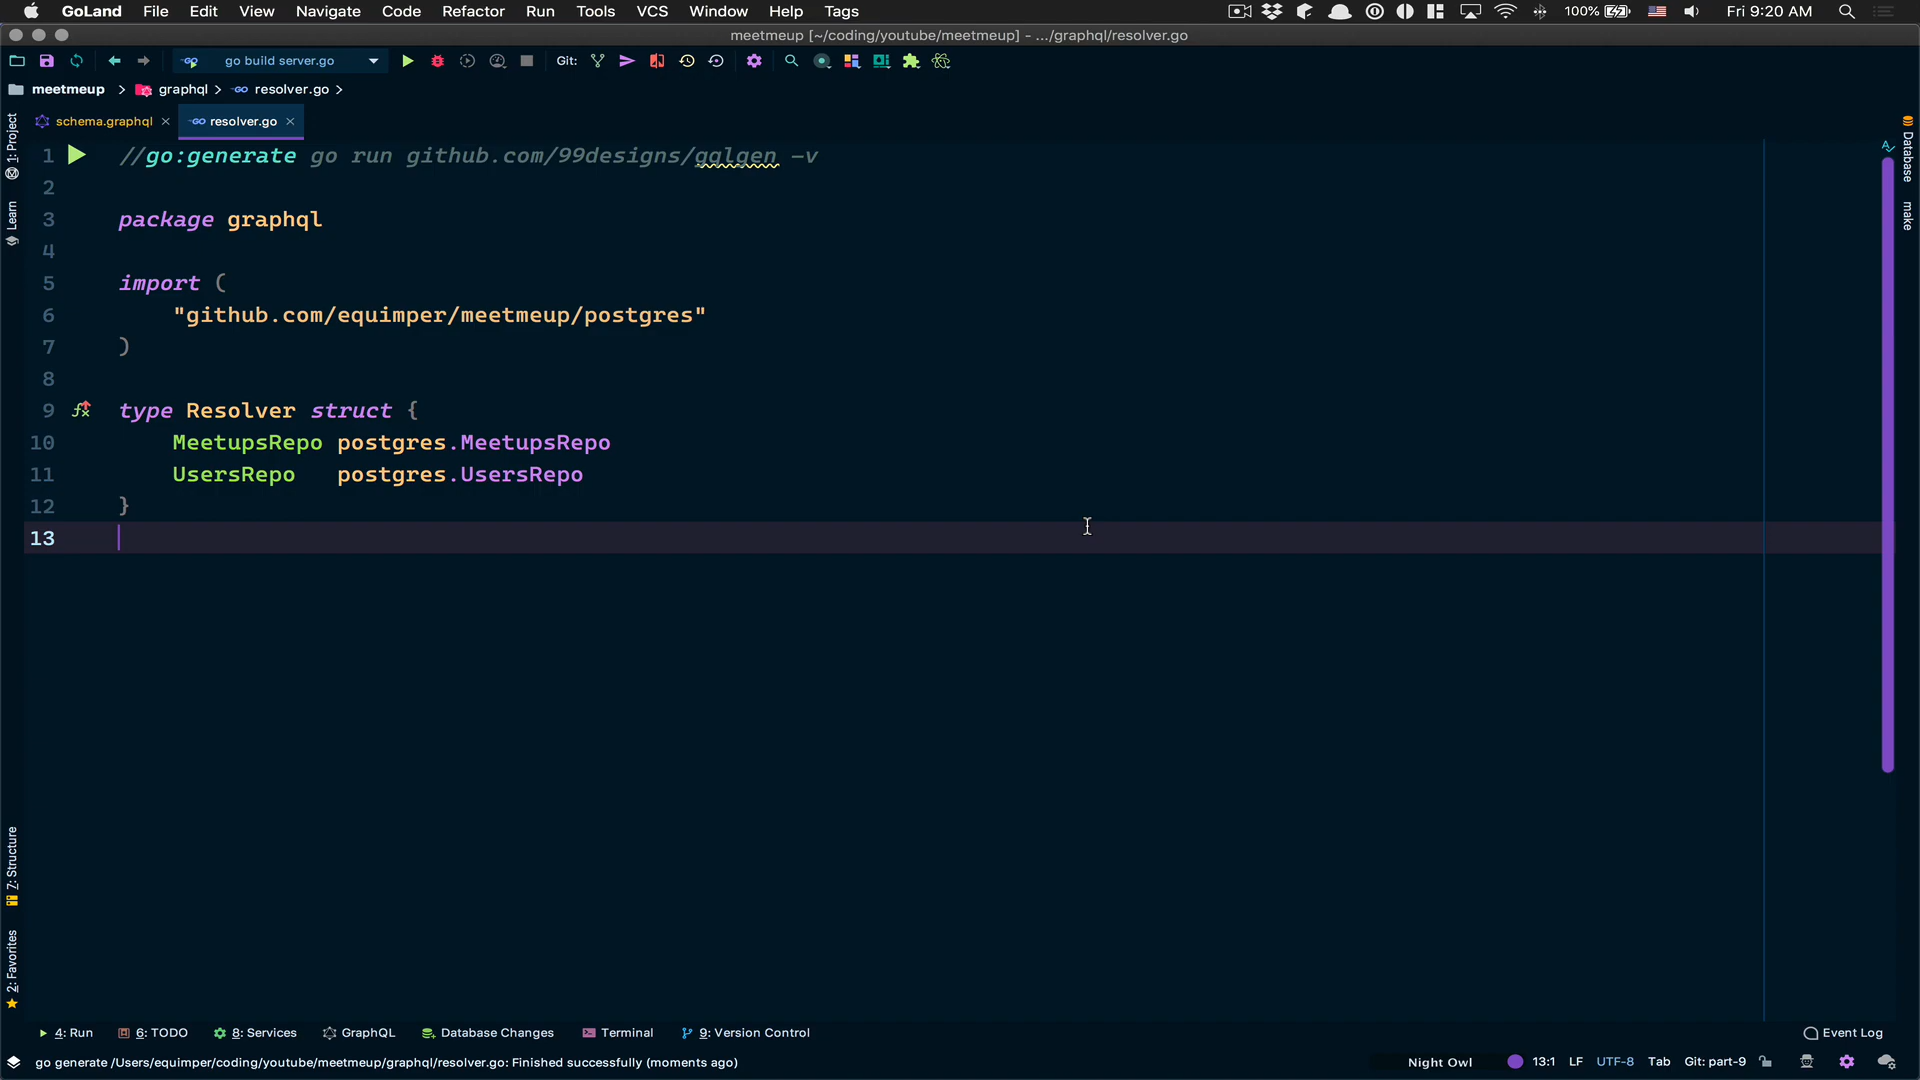 GoLand File Edit View Navigate Code Refactor Run Tools VCS Window Help Tags 100% Fri 9:20 AM
meetmeup [~/coding/youtube/meetmeup] - .../graphql/resolver.go
go build server.go Git:
meetmeup graphql resolver.go
schema.graphql resolver.go
1 //go:generate go run github.com/99designs/gqlgen -v
2
3 package graphql
4
5 import (
6 "github.com/equimper/meetmeup/postgres"
7 )
8
9 type Resolver struct {
10 MeetupsRepo postgres.MeetupsRepo
11 UsersRepo postgres.UsersRepo
12 }
13
1: Project
Learn
7: Structure
2: Favorites
Database
make
4: Run 6: TODO 8: Services GraphQL Database Changes Terminal 9: Version Control Event Log
go generate /Users/equimper/coding/youtube/meetmeup/graphql/resolver.go: Finished successfully (moments ago) Night Owl 13:1 LF UTF-8 Tab Git: part-9